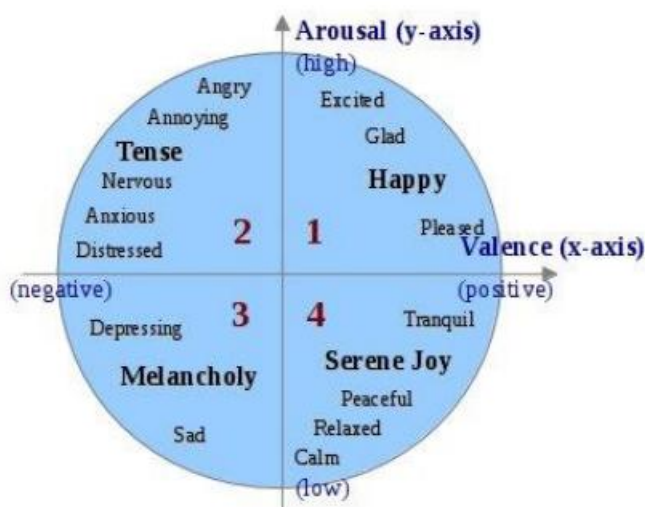 Arousal (y-axis)
(high)
Angry
Excited
Annoying
Glad
Tense
Happy
Nervous
Anxious
Pleased
2 1
Distressed
Valence (x-axis)
(negative)
(positive)
3 4
Depressing
Tranquil
Serene Joy
Melancholy
Peaceful
Relaxed
Sad
Calm
(low)